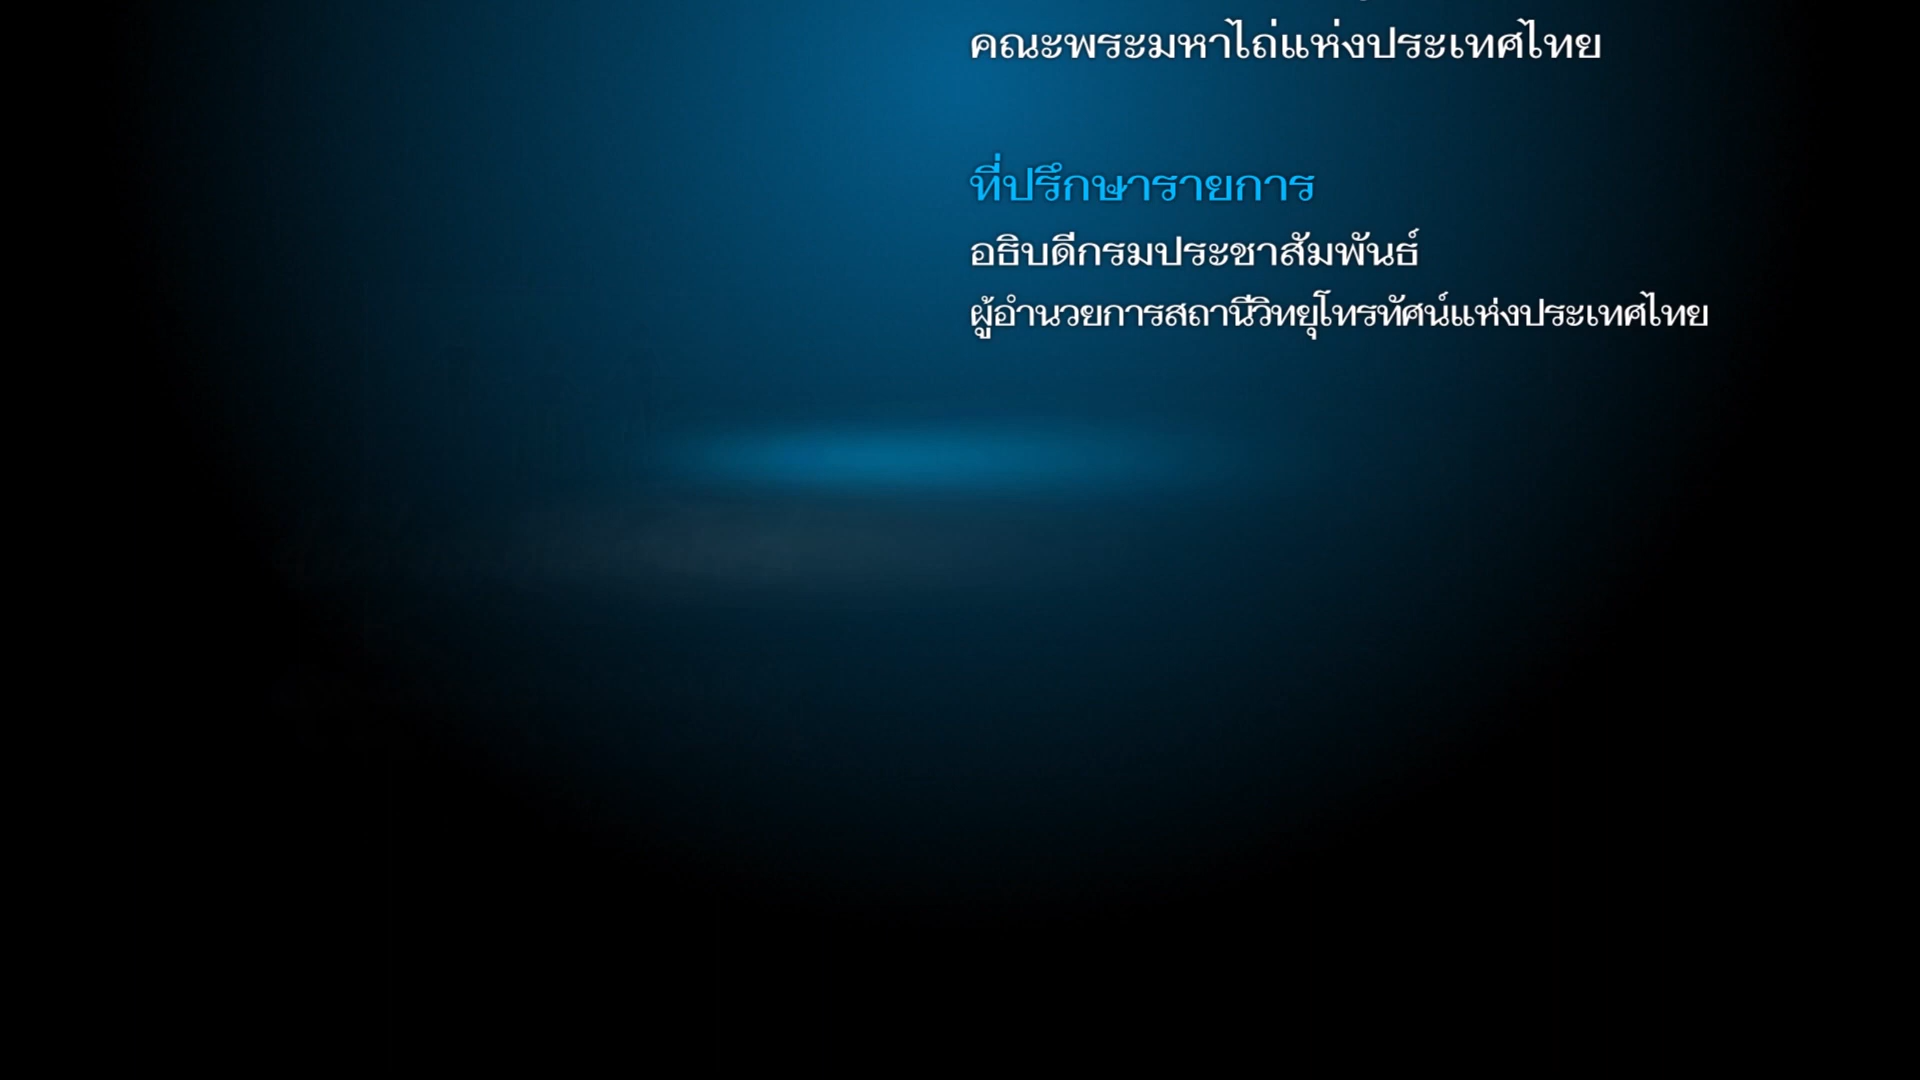 คณะพระมหาไถ่แห่งประเทศไทย
ที่ปรึกษารายการ
อธิบดีกรมประชาสัมพันธ์
ผู้อำนวยการสถานีวิทยุโทรทัศน์แห่งประเทศไทย